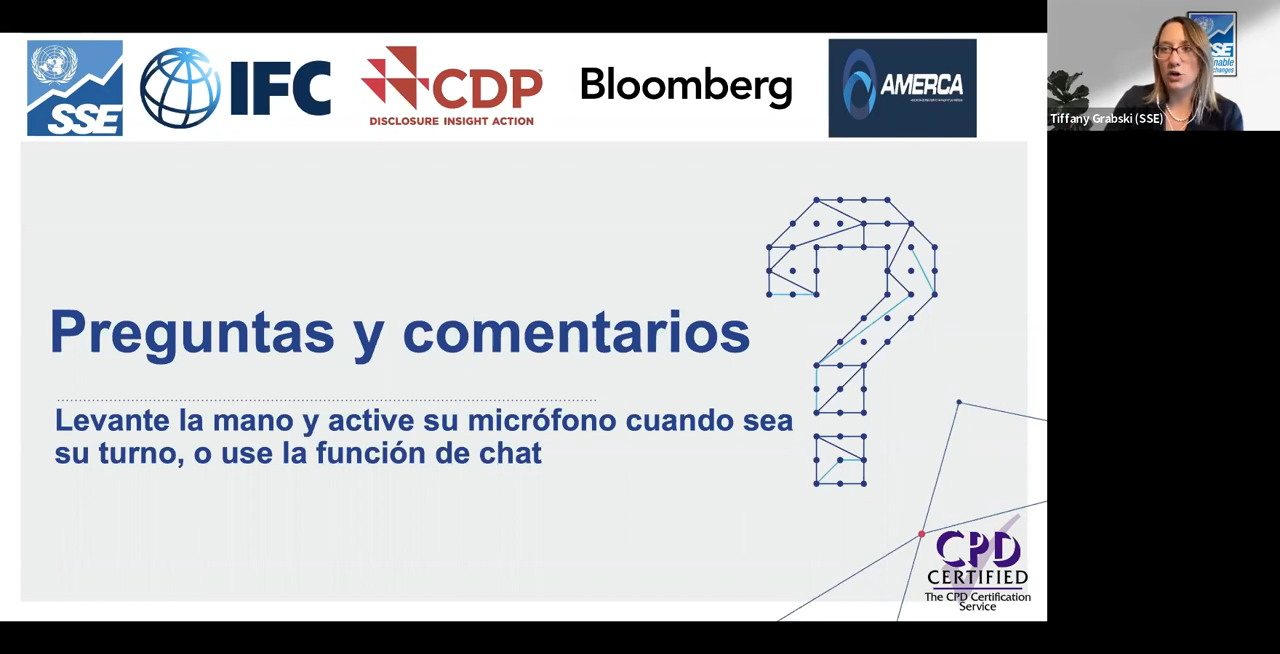 SSE
IFC
CDP
DISCLOSURE INSIGHT ACTION
Bloomberg
AMERCA
SSE
Tiffany Grabski (SSE)
Preguntas y comentarios
Levante la mano y active su micrófono cuando sea
su turno, o use la función de chat
CPD
CERTIFIED
The CPD Certification
Service